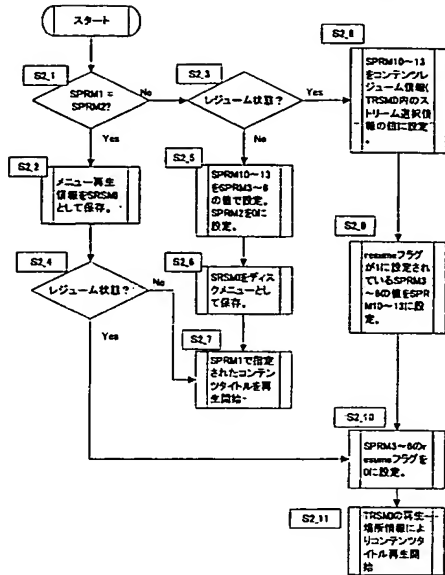 スタート
S2_1
SPRM1 =
SPRM2?
No
Yes
S2_3
レジューム状態?
Yes
No
S2_8
SPRM10~13
をコンテンツレ
ジューム情報(
TRSMD内のス
トリーム選択情
報の値に設定
。
S2_2
メニュー再生
情報をSRSM0
として保存。
S2_5
SPRM10~13
をSPRM3~6
の値で設定。
SPRM2を0に
設定。
S2_9
resumeフラグ
が1に設定され
ているSPRM3
~6の値をSPR
M10~13に設
定。
S2_4
レジューム状態?
No
Yes
S2_6
をディス
クメニューとし
て保存。
S2_7
SPRM1で指定
されたコンテン
ツタイトルを再
生開始
S2_10
SPRM3~6のr
esumeフラグを
0に設定。
S2_11
の再生
場所情報によ
りコンテンツタ
イトル再生開
始